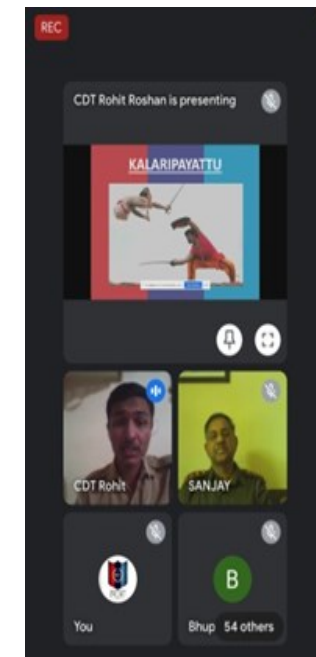 REC
CDT Rohit Roshan is presenting
KALARIPAYATTU
CDT Rohit
SANJAY
B
You
Bhup 54 others